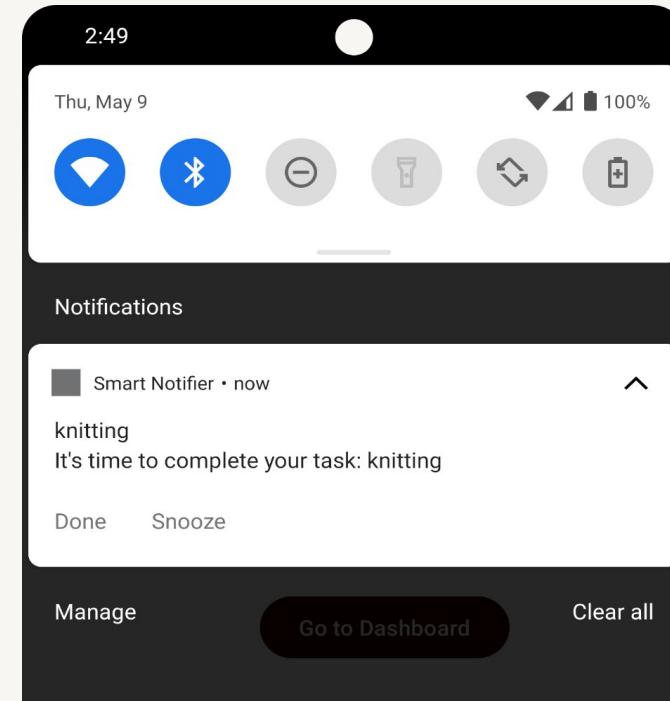 2:49
Thu, May 9
100%
Notifications
Smart Notifier • now
knitting
It's time to complete your task: knitting
Done Snooze
Manage Go to Dashboard Clear all